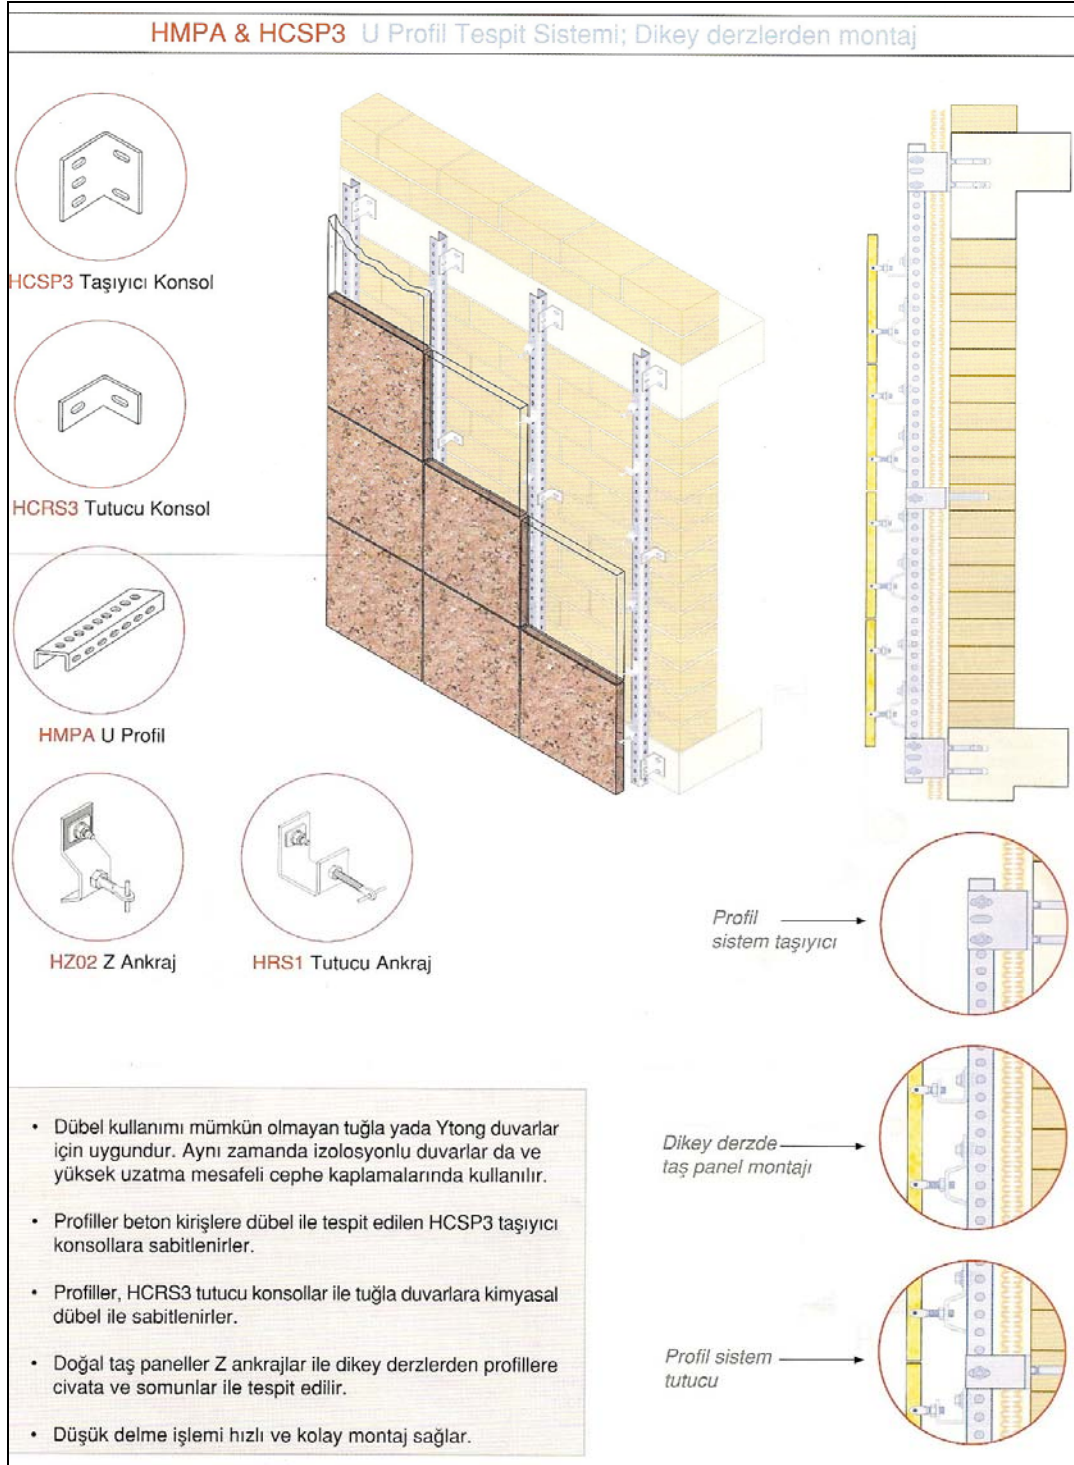 HMPA & HCSP3 U Profil Tespit Sistemi; Dikey derzlerden montaj
HCSP3 Taşıyıcı Konsol
HCRS3 Tutucu Konsol
HMPA U Profil
HZ02 Z Ankraj
HRS1 Tutucu Ankraj
Profil
sistem taşıyıcı
Dikey derzde
taş panel montajı
Profil sistem
tutucu
• Dübel kullanımı mümkün olmayan tuğla yada Ytong duvarlar
için uygundur. Aynı zamanda izolosyonlu duvarlar da ve
yüksek uzatma mesafeli cephe kaplamalarında kullanılır.
• Profiller beton kirişlere dübel ile tespit edilen HCSP3 taşıyıcı
konsollara sabitlenirler.
• Profiller, HCRS3 tutucu konsollar ile tuğla duvarlara kimyasal
dübel ile sabitlenirler.
• Doğal taş paneller Z ankrajlar ile dikey derzlerden profillere
civata ve somunlar ile tespit edilir.
• Düşük delme işlemi hızlı ve kolay montaj sağlar.